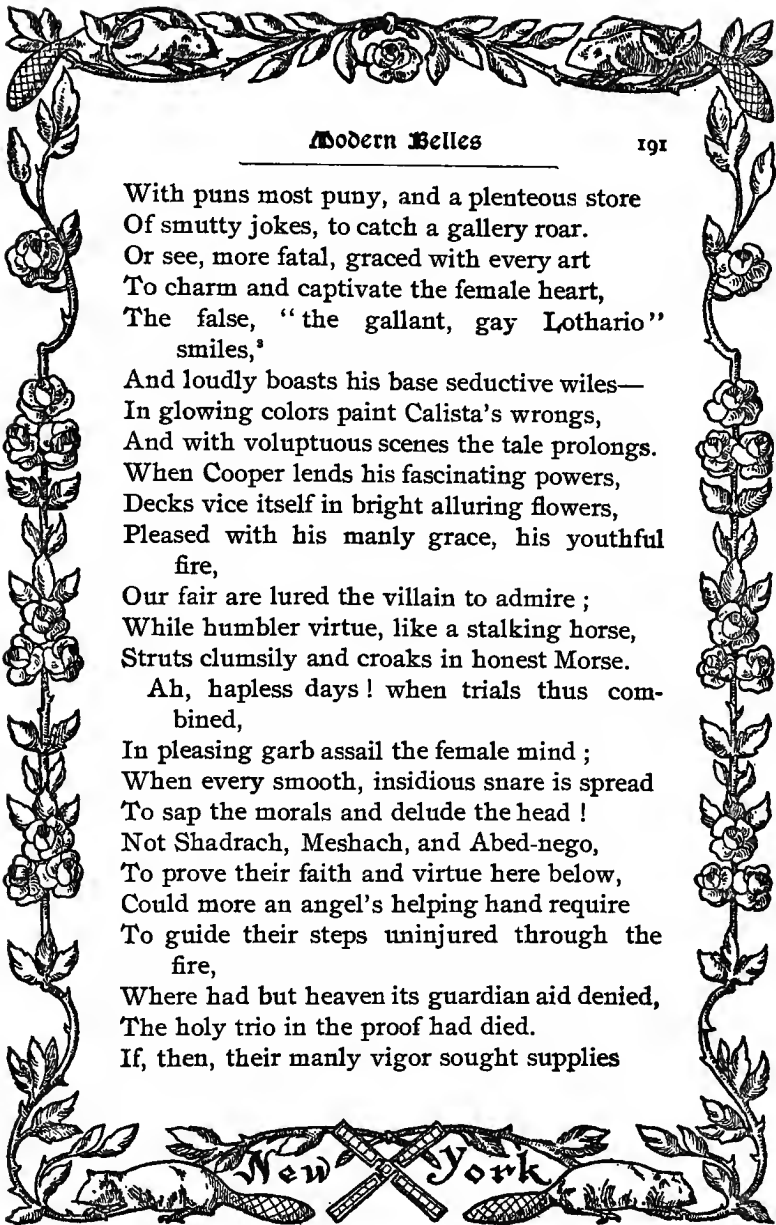 Modern Belles 191
With puns most puny, and a plenteous store
Of smutty jokes, to catch a gallery roar.
Or see, more fatal, graced with every art
To charm and captivate the female heart,
The false, “the gallant, gay Lothario”
smiles,³
And loudly boasts his base seductive wiles—
In glowing colors paint Calista's wrongs,
And with voluptuous scenes the tale prolongs.
When Cooper lends his fascinating powers,
Decks vice itself in bright alluring flowers,
Pleased with his manly grace, his youthful
fire,
Our fair are lured the villain to admire ;
While humbler virtue, like a stalking horse,
Struts clumsily and croaks in honest Morse.
Ah, hapless days ! when trials thus com-
bined,
In pleasing garb assail the female mind ;
When every smooth, insidious snare is spread
To sap the morals and delude the head !
Not Shadrach, Meshach, and Abed-nego,
To prove their faith and virtue here below,
Could more an angel's helping hand require
To guide their steps uninjured through the
fire,
Where had but heaven its guardian aid denied,
The holy trio in the proof had died.
If, then, their manly vigor sought supplies
New York